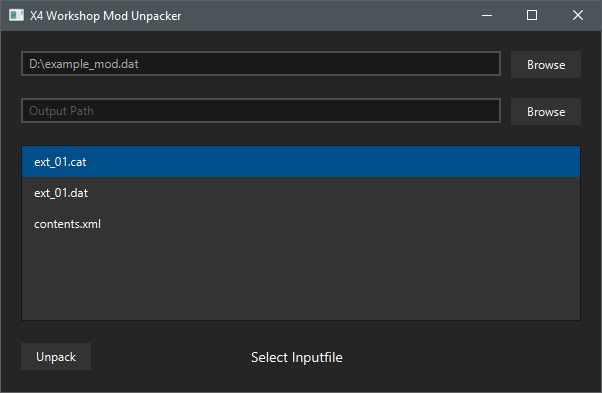 X4 Workshop Mod Unpacker
D:\example_mod.dat
Browse
Output Path
Browse
ext_01.cat
ext_01.dat
contents.xml
Unpack
Select Inputfile